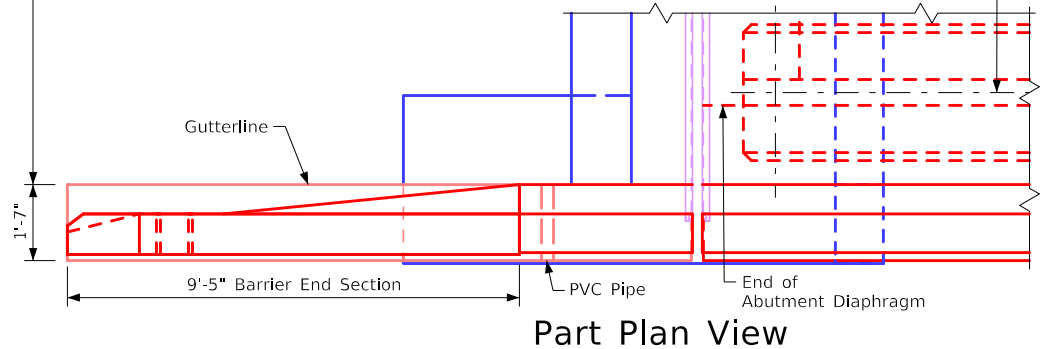 Gutterline
1'-7"
9'-5" Barrier End Section
PVC Pipe
End of
Abutment Diaphragm
Part Plan View